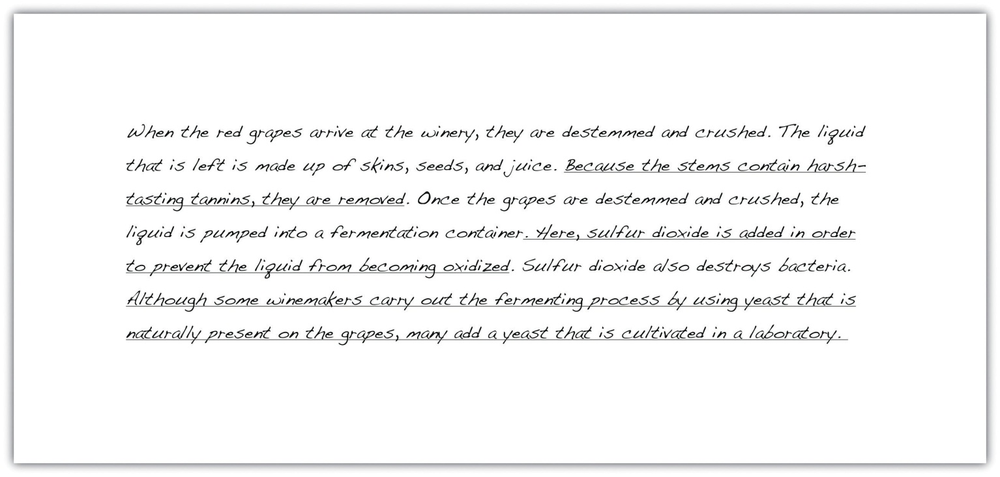 When the red grapes arrive at the winery, they are destemmed and crushed. The liquid
that is left is made up of skins, seeds, and juice. Because the stems contain harsh-
tasting tannins, they are removed. Once the grapes are destemmed and crushed, the
liquid is pumped into a fermentation container. Here, sulfur dioxide is added in order
to prevent the liquid from becoming oxidized. Sulfur dioxide also destroys bacteria.
Although some winemakers carry out the fermenting process by using yeast that is
naturally present on the grapes, many add a yeast that is cultivated in a laboratory.